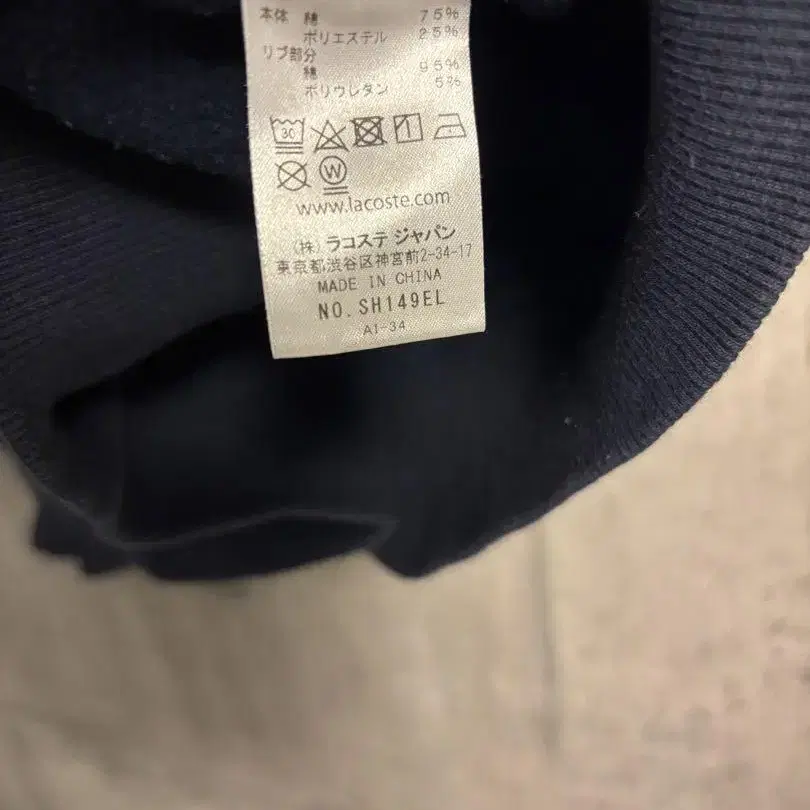 本体 綿 75%
ポリエステル 25%
リブ部分
綿 95%
ポリウレタン 5%
30
W
www.lacoste.com
(株) ラコステ ジャパン
東京都渋谷区神宮前2-34-17
MADE IN CHINA
NO.SH149EL
AI-34